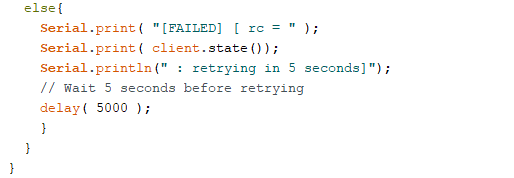 else{
Serial.print( "[FAILED] [ rc = " );
Serial.print( client.state());
Serial.println(" : retrying in 5 seconds]");
// Wait 5 seconds before retrying
delay( 5000 );
}
}
}